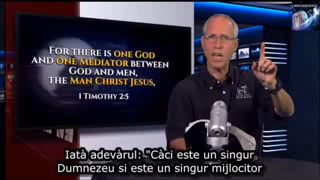 FOR THERE IS ONE GOD
AND ONE MEDIATOR BETWEEN
GOD AND MEN,
THE MAN CHRIST JESUS,
1 TIMOTHY 2:5
Iată adevărul: "Căci este un singur
Dumnezeu si este un singur mijlocitor